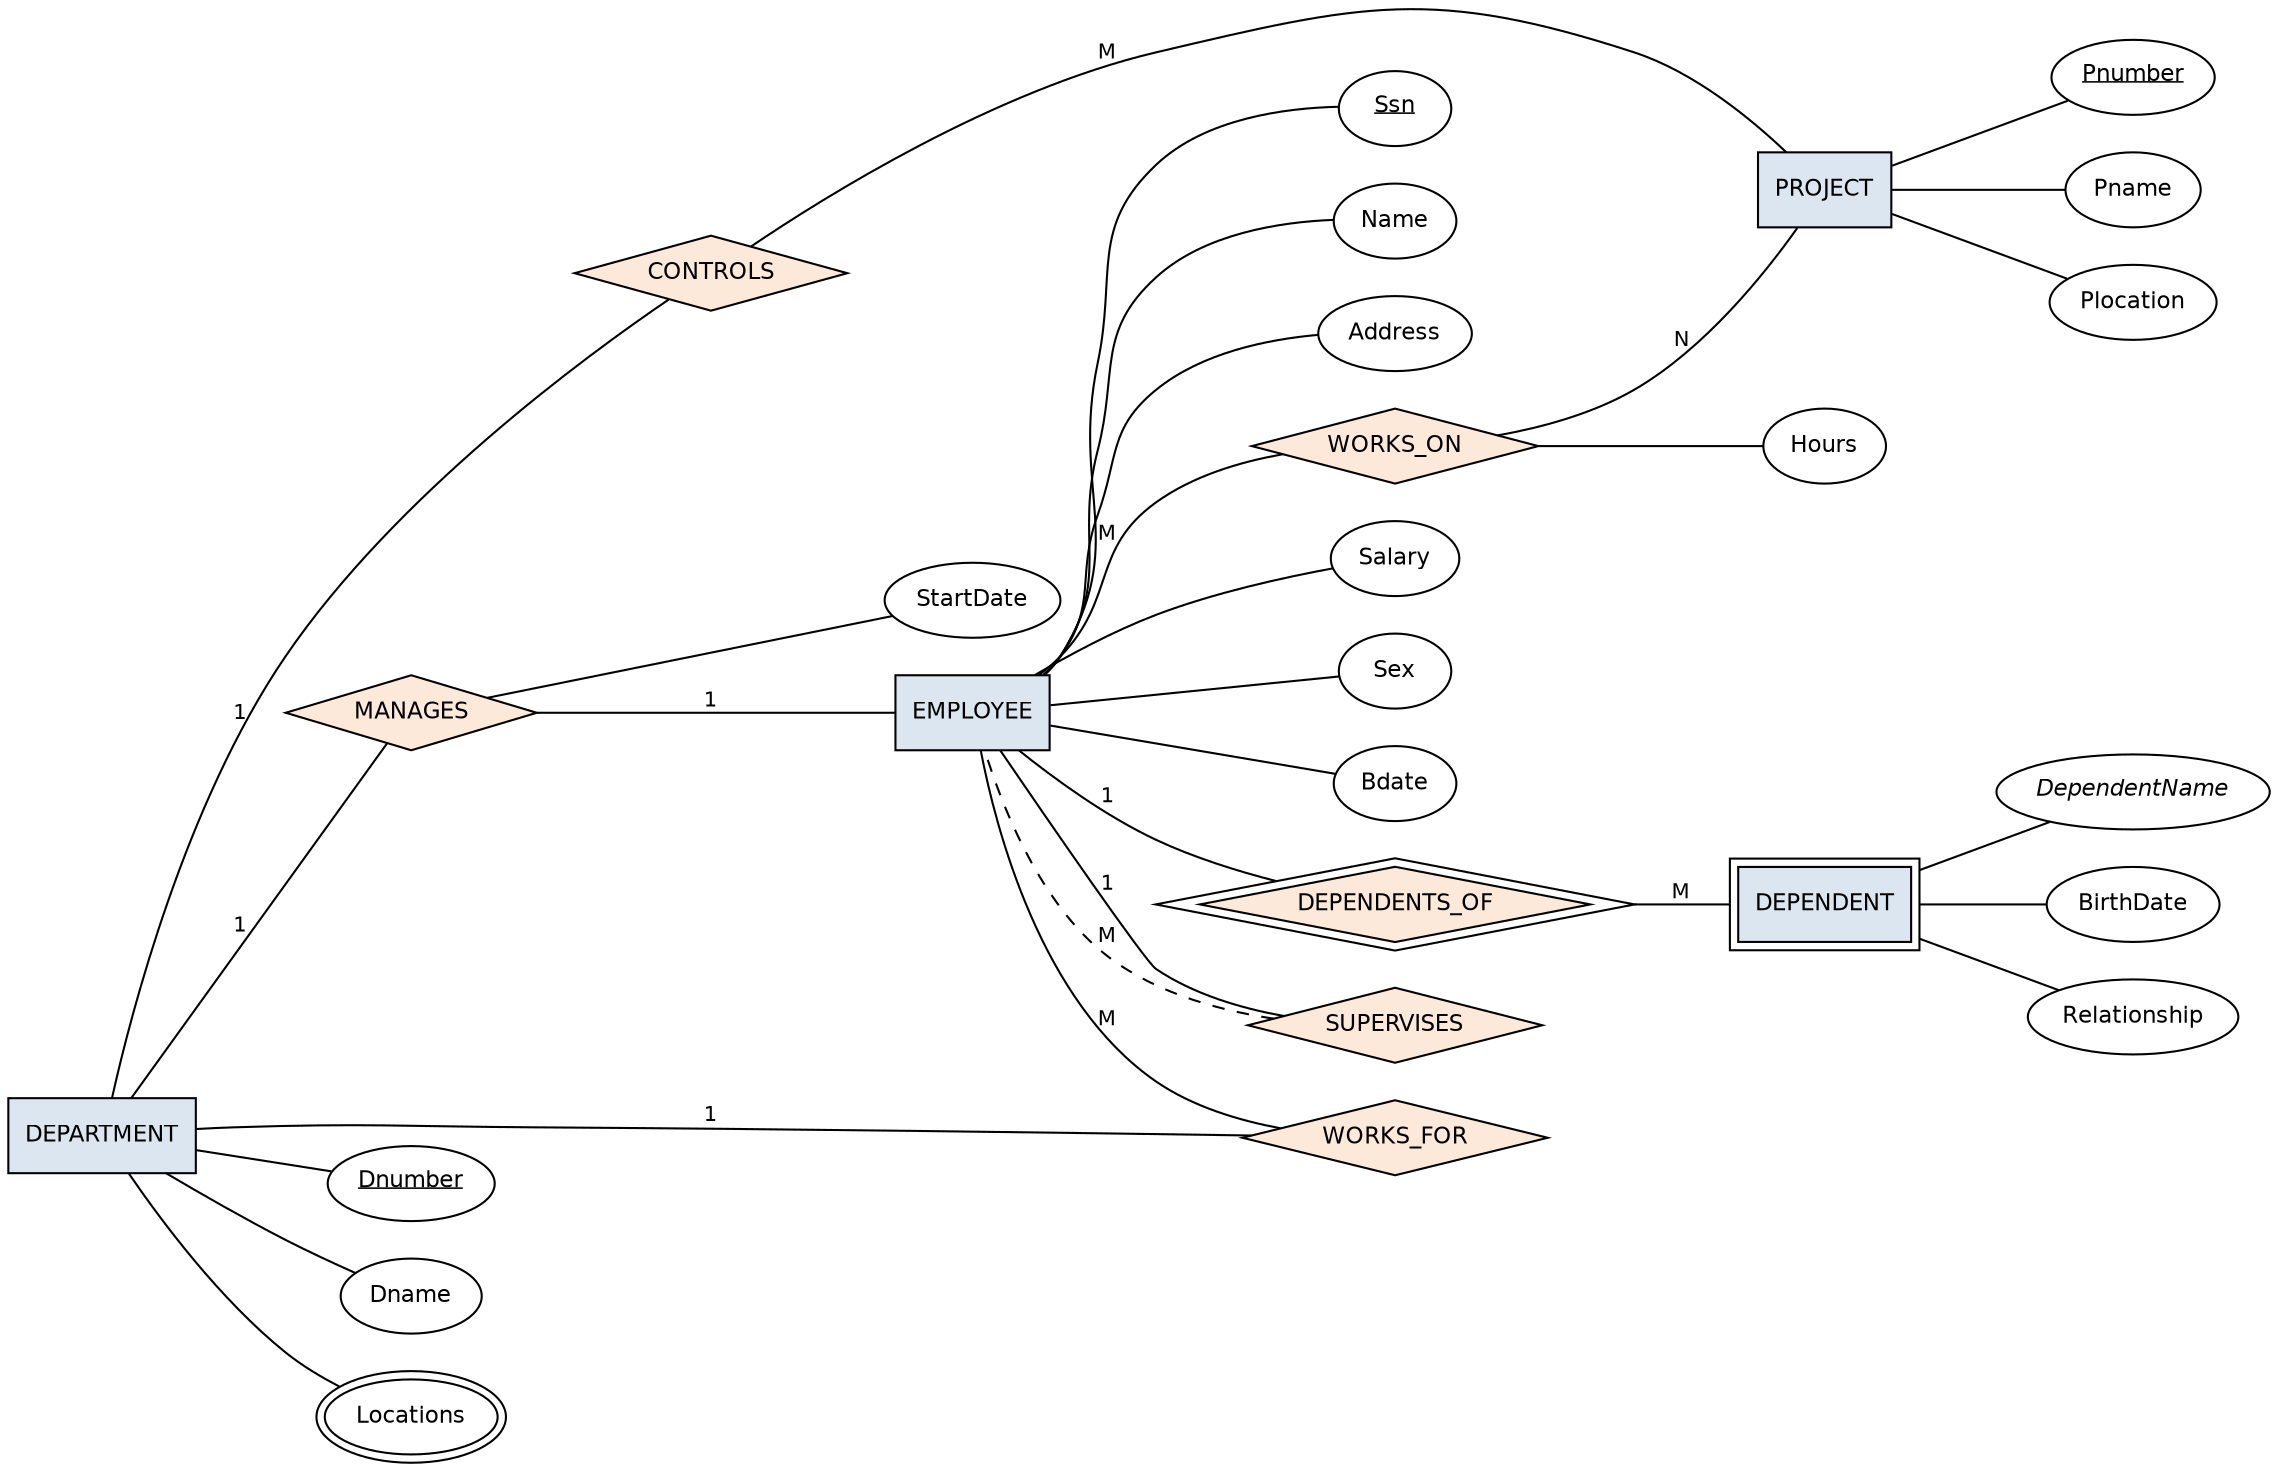 M
Ssn
Pnumber
PROJECT
Pname
Name
CONTROLS
Plocation
Address
N
WORKS_ON
Hours
M
Salary
StartDate
Sex
1
MANAGES
1
EMPLOYEE
Bdate
1
DependentName
1
DEPENDENTS_OF
M
DEPENDENT
BirthDate
1
M
M
SUPERVISES
Relationship
DEPARTMENT
1
WORKS_FOR
Dnumber
Dname
Locations